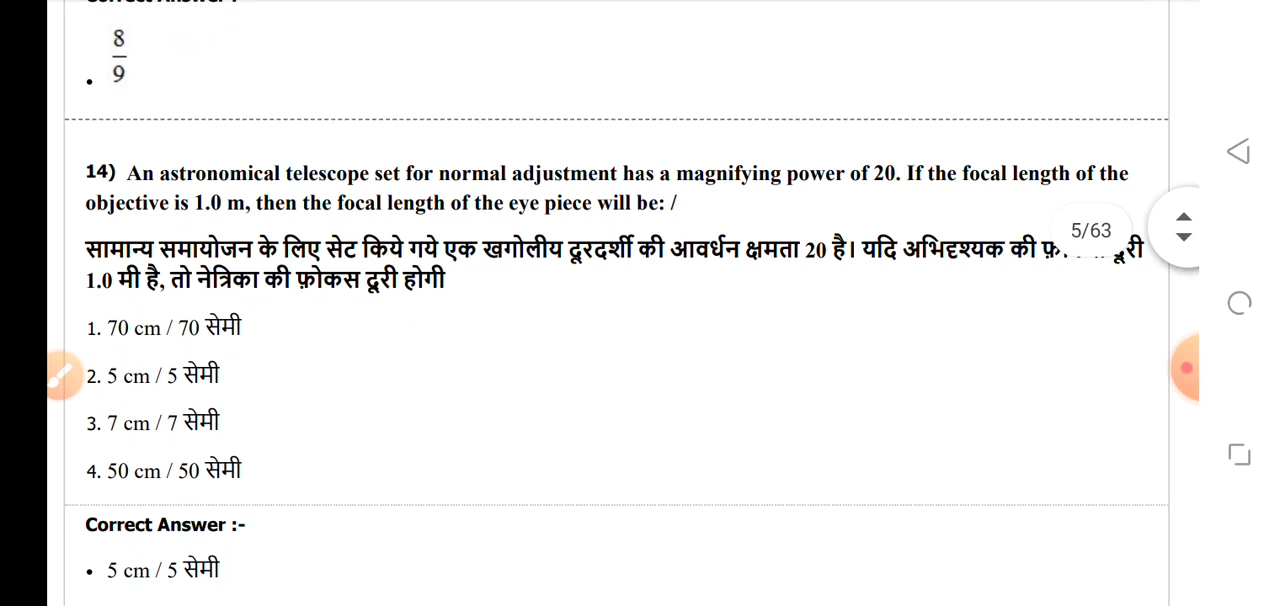 8
9
14) An astronomical telescope set for normal adjustment has a magnifying power of 20. If the focal length of the
objective is 1.0 m, then the focal length of the eye piece will be: /
5/63
सामान्य समायोजन के लिए सेट किये गये एक खगोलीय दूरदर्शी की आवर्धन क्षमता 20 है। यदि अभिदृश्यक की
1.0 मी है, तो नेत्रिका की फ़ोकस दूरी होगी
1. 70 cm / 70 सेमी
2. 5 cm / 5 सेमी
3. 7 cm / 7 सेमी
4. 50 cm / 50 सेमी
Correct Answer :-
• 5 cm / 5 सेमी